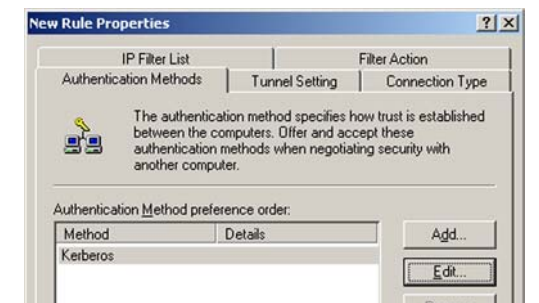 New Rule Properties
IP Filter List Filter Action
Authentication Methods Tunnel Setting Connection Type
The authentication method specifies how trust is established
between the computers. Offer and accept these
authentication methods when negotiating security with
another computer.
Authentication Method preference order:
Method Details Add...
Kerberos
Edit...